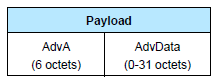 Payload
AdvA
(6 octets)
AdvData
(0-31 octets)